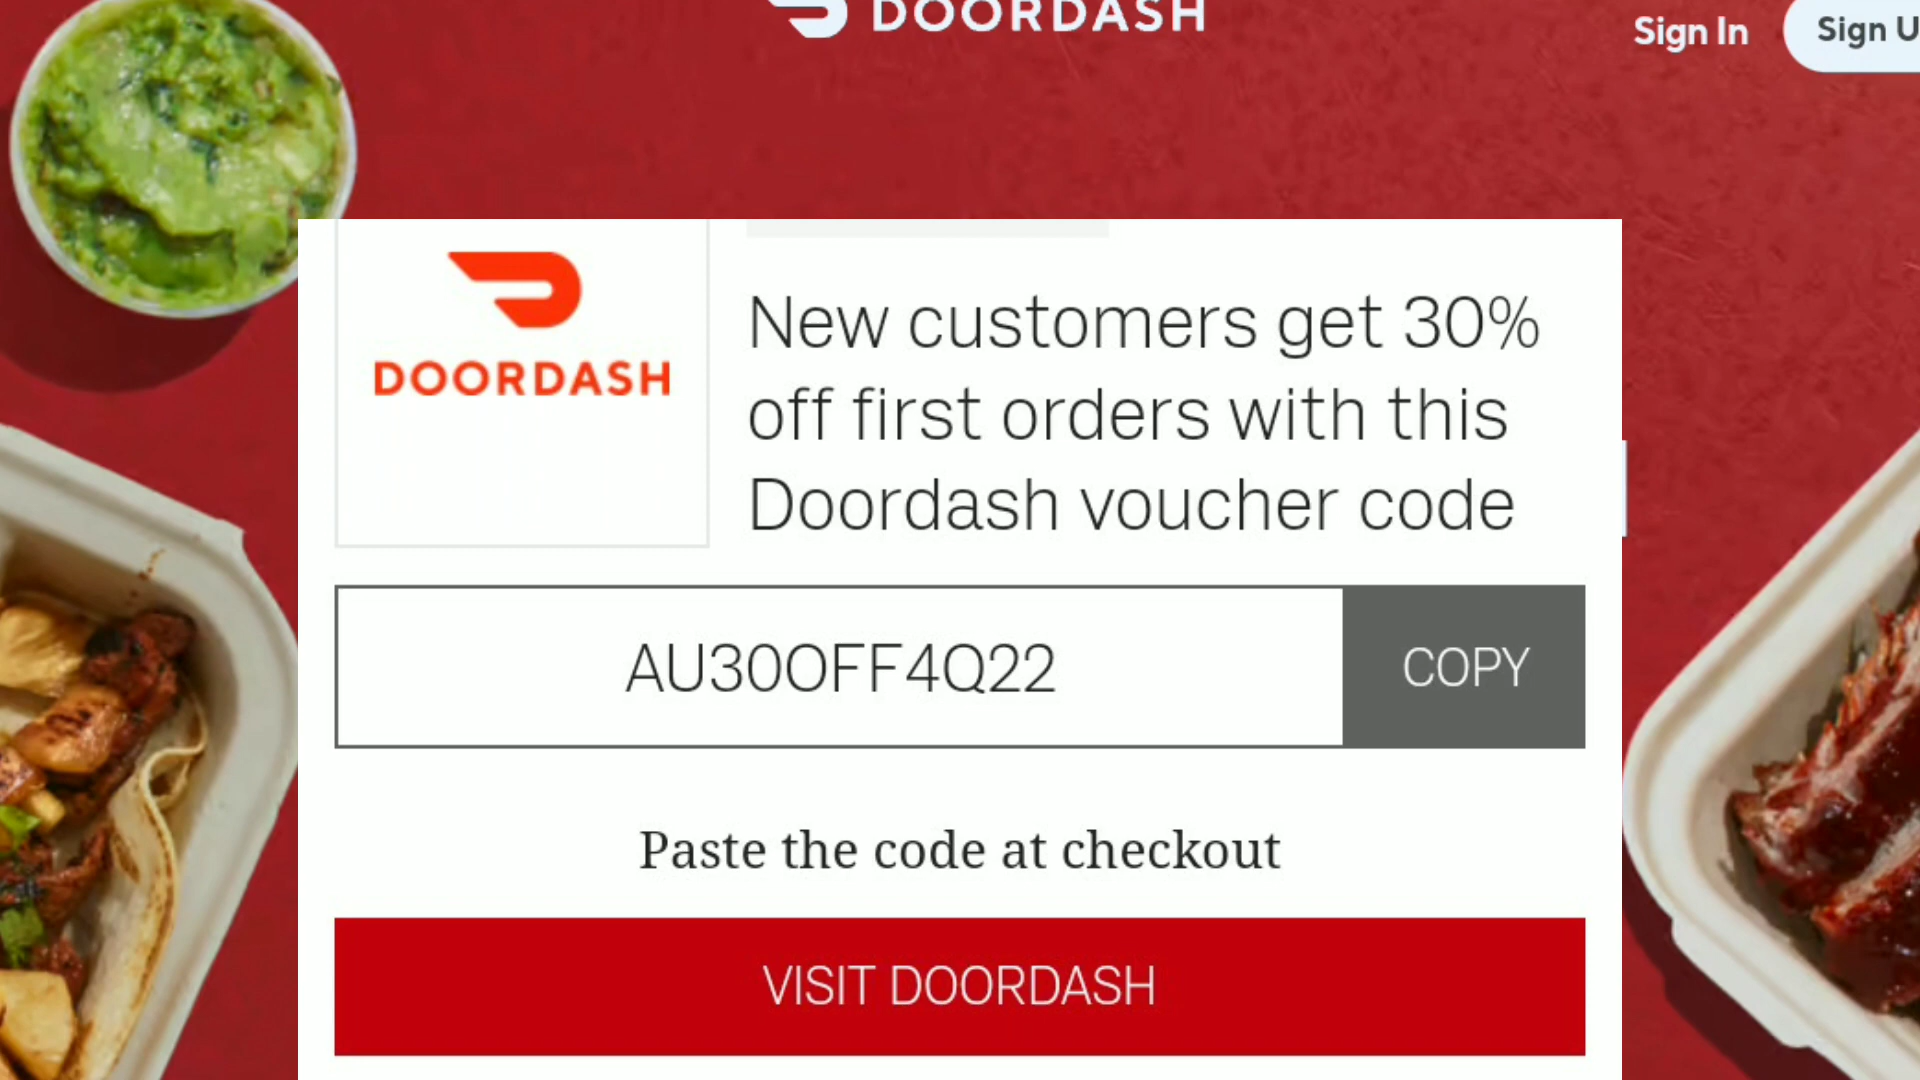 DOORDASH
Sign In
Sign U
DOORDASH
New customers get 30%
off first orders with this
Doordash voucher code
AU30OFF4Q22
COPY
Paste the code at checkout
VISIT DOORDASH